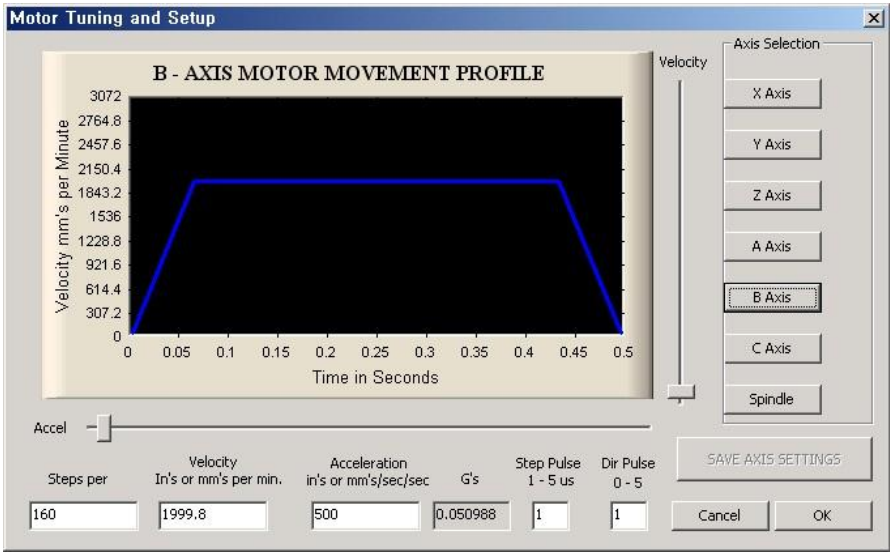 Motor Tuning and Setup
B - AXIS MOTOR MOVEMENT PROFILE
Velocity mm's per Minute
3072
2764.8
2457.6
2150.4
1843.2
1536
1228.8
921.6
614.4
307.2
0
0 0.05 0.1 0.15 0.2 0.25 0.3 0.35 0.4 0.45 0.5
Time in Seconds
Velocity
Axis Selection
X Axis
Y Axis
Z Axis
A Axis
B Axis
C Axis
Spindle
Accel
Steps per
160
Velocity
In's or mm's per min.
1999.8
Acceleration
in's or mm's/sec/sec
500
G's
0.050988
Step Pulse
1 - 5 us
1
Dir Pulse
0 - 5
1
SAVE AXIS SETTINGS
Cancel
OK